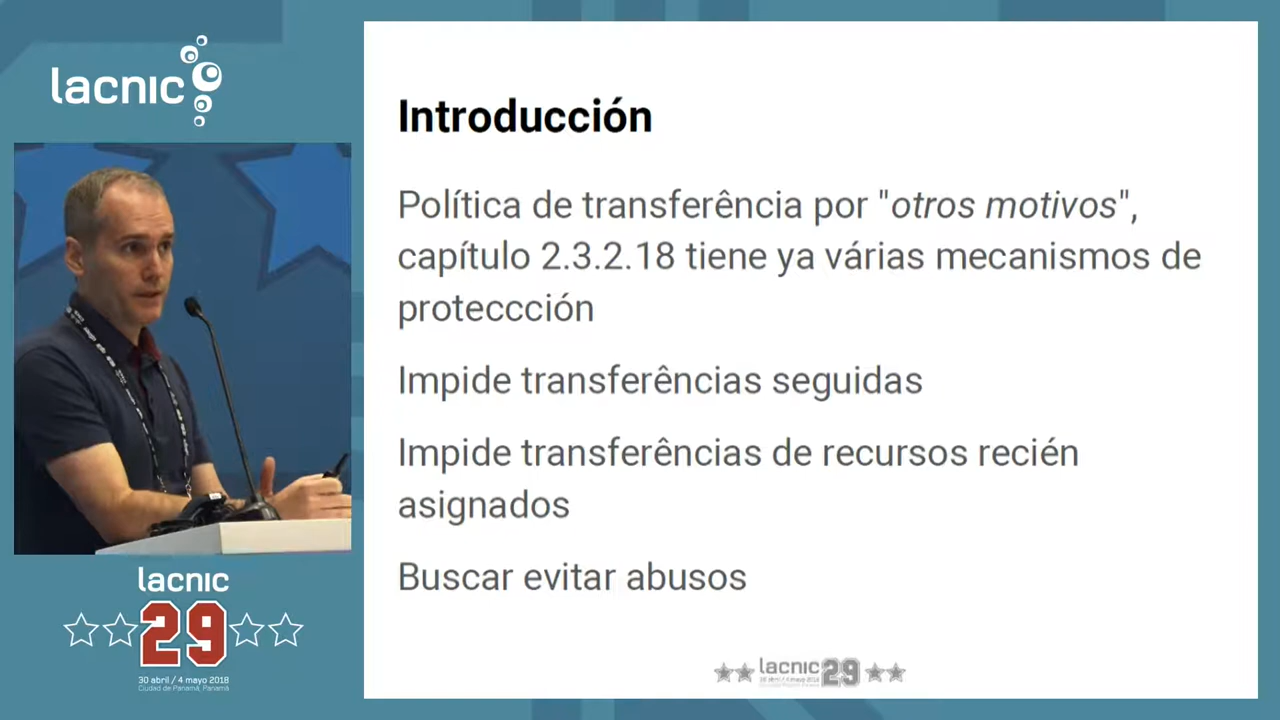 lacnic
Introducción
Política de transferência por "otros motivos",
capítulo 2.3.2.18 tiene ya várias mecanismos de
proteccción
Impide transferências seguidas
Impide transferências de recursos recién
asignados
Buscar evitar abusos
lacnic
29
30 abril / 4 mayo 2018
Ciudad de Panamá, Panamá
lacnic 29